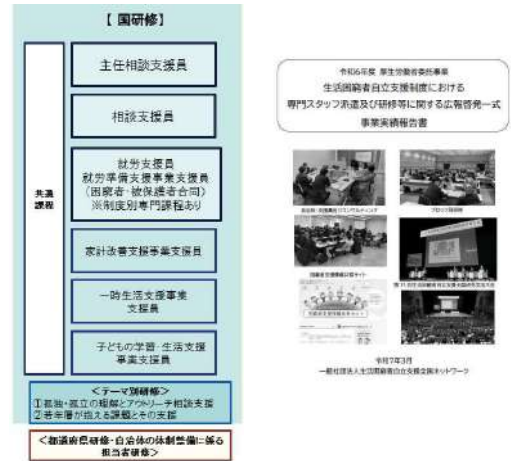 【 国研修】
共通
課程
主任相談支援員
相談支援員
就労支援員
就労準備支援事業支援員
(困窮者・被保護者合同)
※制度別専門課程あり
家計改善支援事業支援員
一時生活支援事業
支援員
子どもの学習・生活支援
事業支援員
<テーマ別研修>
①孤独・孤立の理解とアウトリーチ相談支援
②若年層が抱える課題とその支援
<都道府県研修・自治体の体制整備に係る
担当者研修>
令和6年度 厚生労働省委託事業
生活困窮者自立支援制度における
専門スタッフ派遣及び研修等に関する広報啓発一式
事業実績報告書
ブロック別研修
困窮者支援情報共有サイト
令和7年3月
一般社団法人生活困窮者自立支援全国ネットワーク